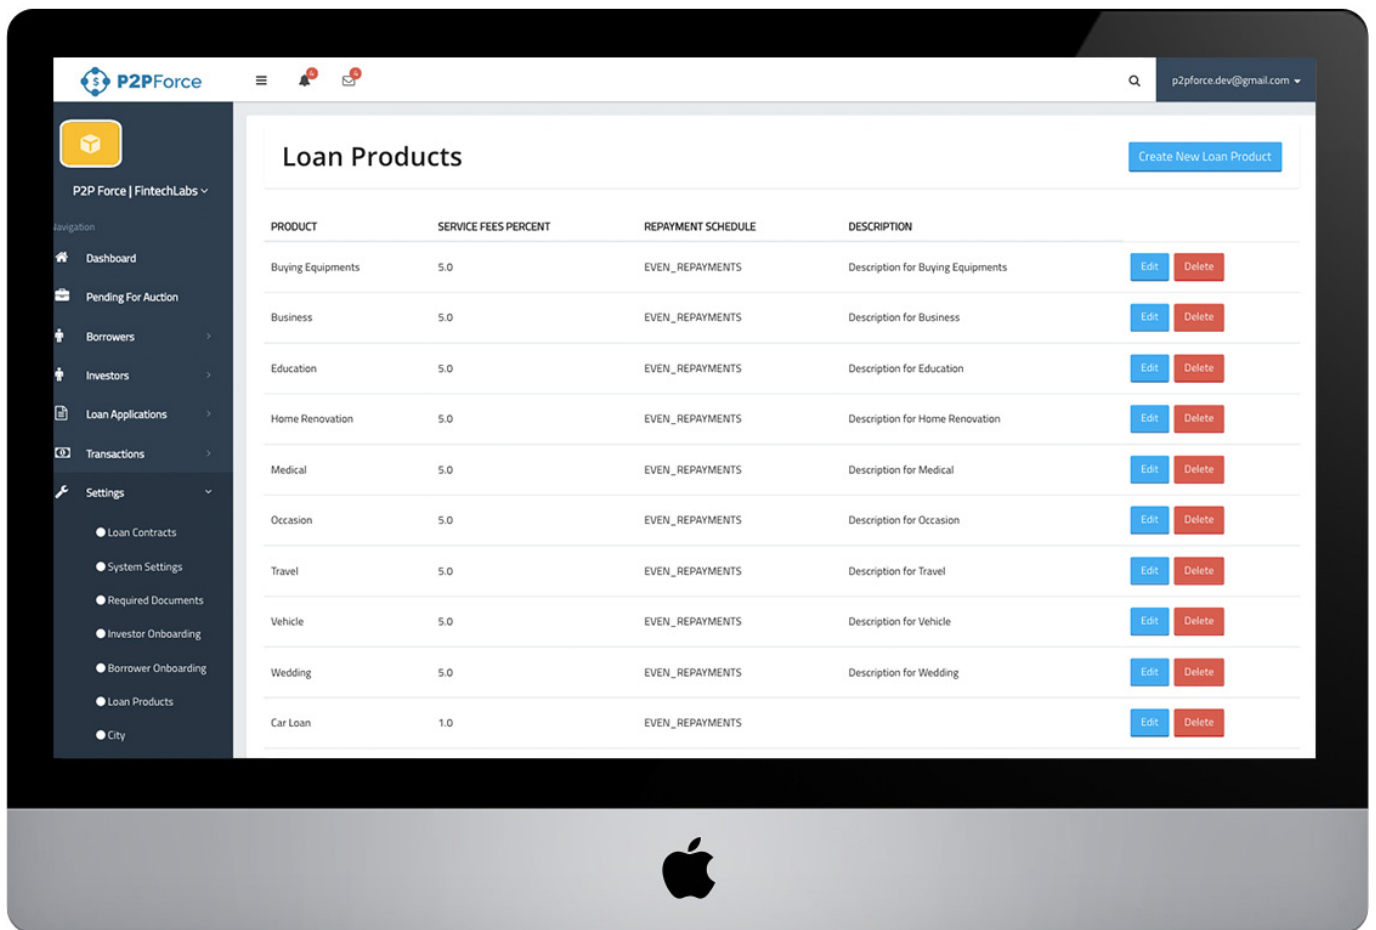 P2PForce
4
4
p2pforce.dev@gmail.com
P2P Force | FintechLabs
Navigation
Dashboard
Pending For Auction
Borrowers
Investors
Loan Applications
Transactions
Settings
Loan Contracts
System Settings
Required Documents
Investor Onboarding
Borrower Onboarding
Loan Products
City
Loan Products
Create New Loan Product
PRODUCT SERVICE FEES PERCENT REPAYMENT SCHEDULE DESCRIPTION
Buying Equipments 5.0 EVEN_REPAYMENTS Description for Buying Equipments Edit Delete
Business 5.0 EVEN_REPAYMENTS Description for Business Edit Delete
Education 5.0 EVEN_REPAYMENTS Description for Education Edit Delete
Home Renovation 5.0 EVEN_REPAYMENTS Description for Home Renovation Edit Delete
Medical 5.0 EVEN_REPAYMENTS Description for Medical Edit Delete
Occasion 5.0 EVEN_REPAYMENTS Description for Occasion Edit Delete
Travel 5.0 EVEN_REPAYMENTS Description for Travel Edit Delete
Vehicle 5.0 EVEN_REPAYMENTS Description for Vehicle Edit Delete
Wedding 5.0 EVEN_REPAYMENTS Description for Wedding Edit Delete
Car Loan 1.0 EVEN_REPAYMENTS Edit Delete